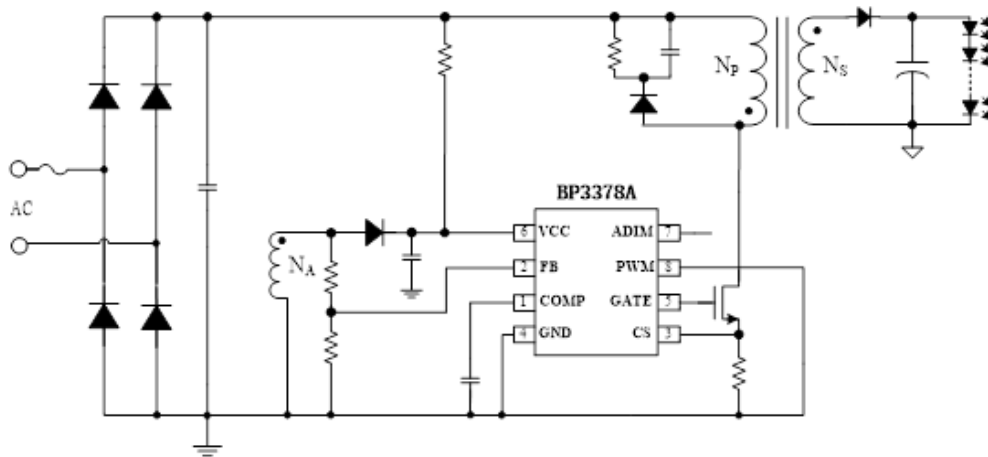 N_P
N_S
BP3378A
AC
N_A
6 VCC ADIM 7
2 FB PWM 8
1 COMP GATE 5
4 GND CS 3